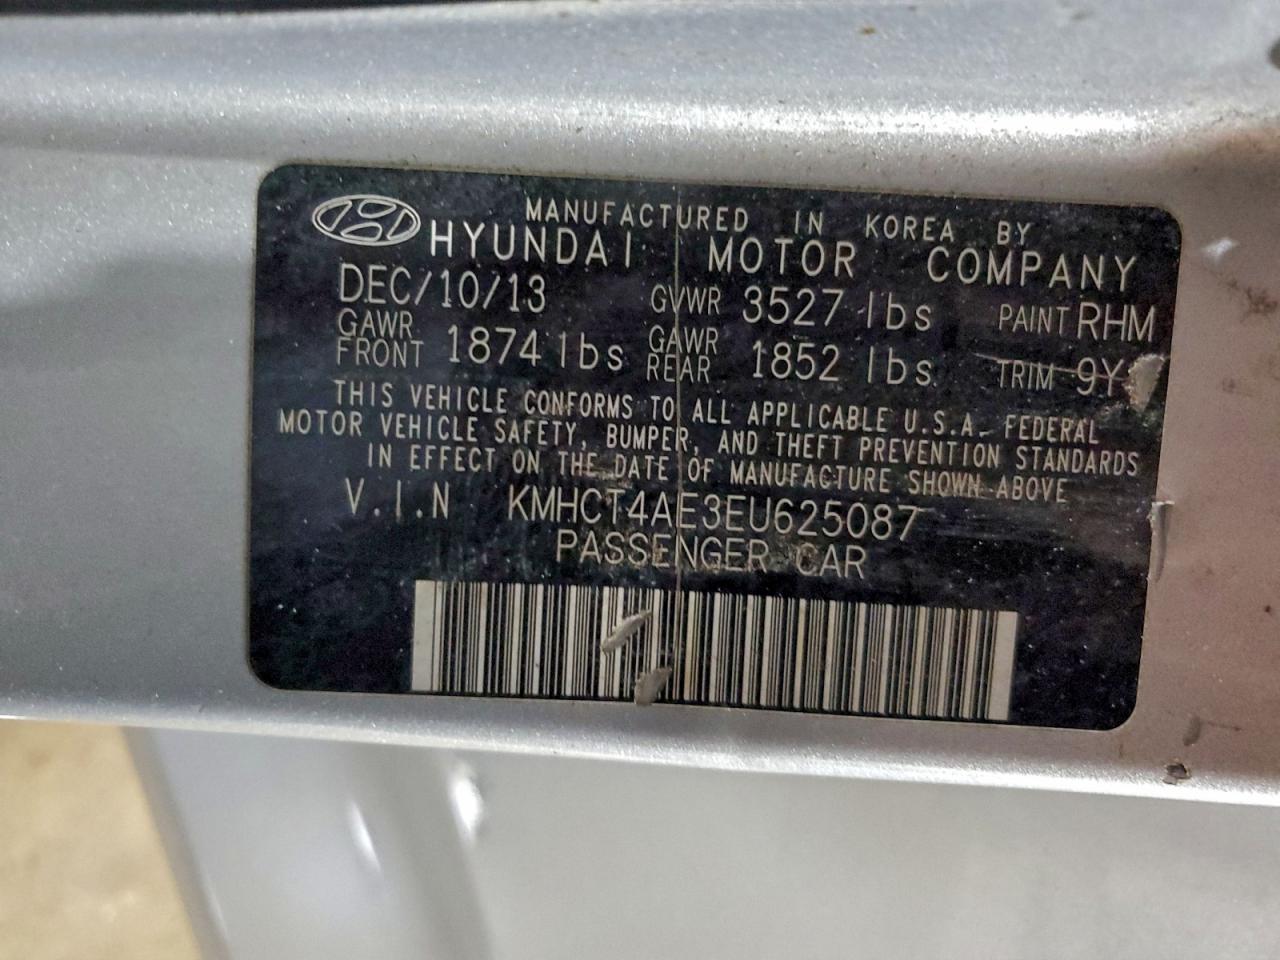 MANUFACTURED IN KOREA BY
HYUNDAI MOTOR COMPANY
DEC/10/13 GVWR 3527 lbs PAINT RHM
GAWR FRONT 1874 lbs GAWR REAR 1852 lbs TRIM
THIS VEHICLE CONFORMS TO ALL APPLICABLE U.S.A. FEDERAL
MOTOR VEHICLE SAFETY, BUMPER, AND THEFT PREVENTION STANDARDS
IN EFFECT ON THE DATE OF MANUFACTURE SHOWN ABOVE
V.I.N KMHCT4AE3EU625087
PASSENGER CAR